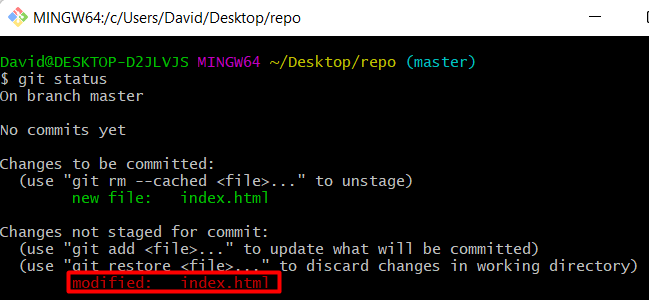 MINGW64:/c/Users/David/Desktop/repo
David@DESKTOP-D2JLVJS MINGW64 ~/Desktop/repo (master)
$ git status
On branch master
No commits yet
Changes to be committed:
  (use "git rm --cached <file>..." to unstage)
        new file:   index.html
Changes not staged for commit:
  (use "git add <file>..." to update what will be committed)
  (use "git restore <file>..." to discard changes in working directory)
        modified:   index.html